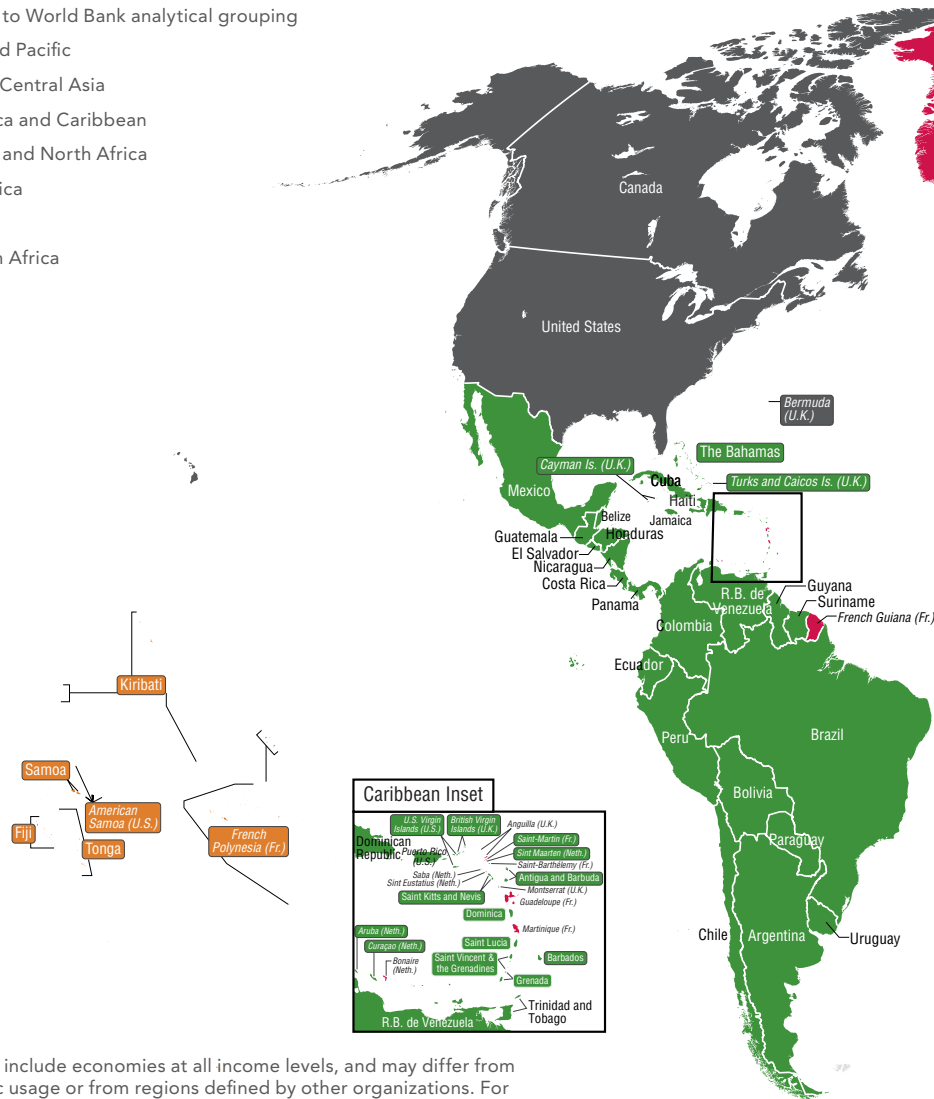 to World Bank analytical grouping
d Pacific
Central Asia
ca and Caribbean
and North Africa
ica
n Africa
Canada
United States
Bermuda
(U.K.)
The Bahamas
Cayman Is. (U.K.)
Cuba
Turks and Caicos Is. (U.K.)
Mexico
Haiti
Belize
Jamaica
Guatemala
Honduras
El Salvador
Nicaragua
Costa Rica
Panama
R.B. de
Venezuela
Guyana
Suriname
French Guiana (Fr.)
Colombia
Ecuador
Kiribati
Peru
Brazil
Samoa
American
Samoa (U.S.)
Fiji
Tonga
French
Polynesia (Fr.)
Bolivia
Paraguay
Chile
Argentina
Uruguay
Caribbean Inset
U.S. Virgin
Islands (U.S.)
British Virgin
Islands (U.K.)
Anguilla (U.K.)
Dominican
Republic
Puerto Rico
(U.S.)
Saint-Martin (Fr.)
Sint Maarten (Neth.)
Saint-Barthélemy (Fr.)
Saba (Neth.)
Sint Eustatius (Neth.)
Antigua and Barbuda
Montserrat (U.K.)
Saint Kitts and Nevis
Guadeloupe (Fr.)
Dominica
Martinique (Fr.)
Aruba (Neth.)
Curaçao (Neth.)
Saint Lucia
Bonaire
(Neth.)
Saint Vincent &
the Grenadines
Barbados
Grenada
Trinidad and
Tobago
R.B. de Venezuela
include economies at all income levels, and may differ from
c usage or from regions defined by other organizations. For